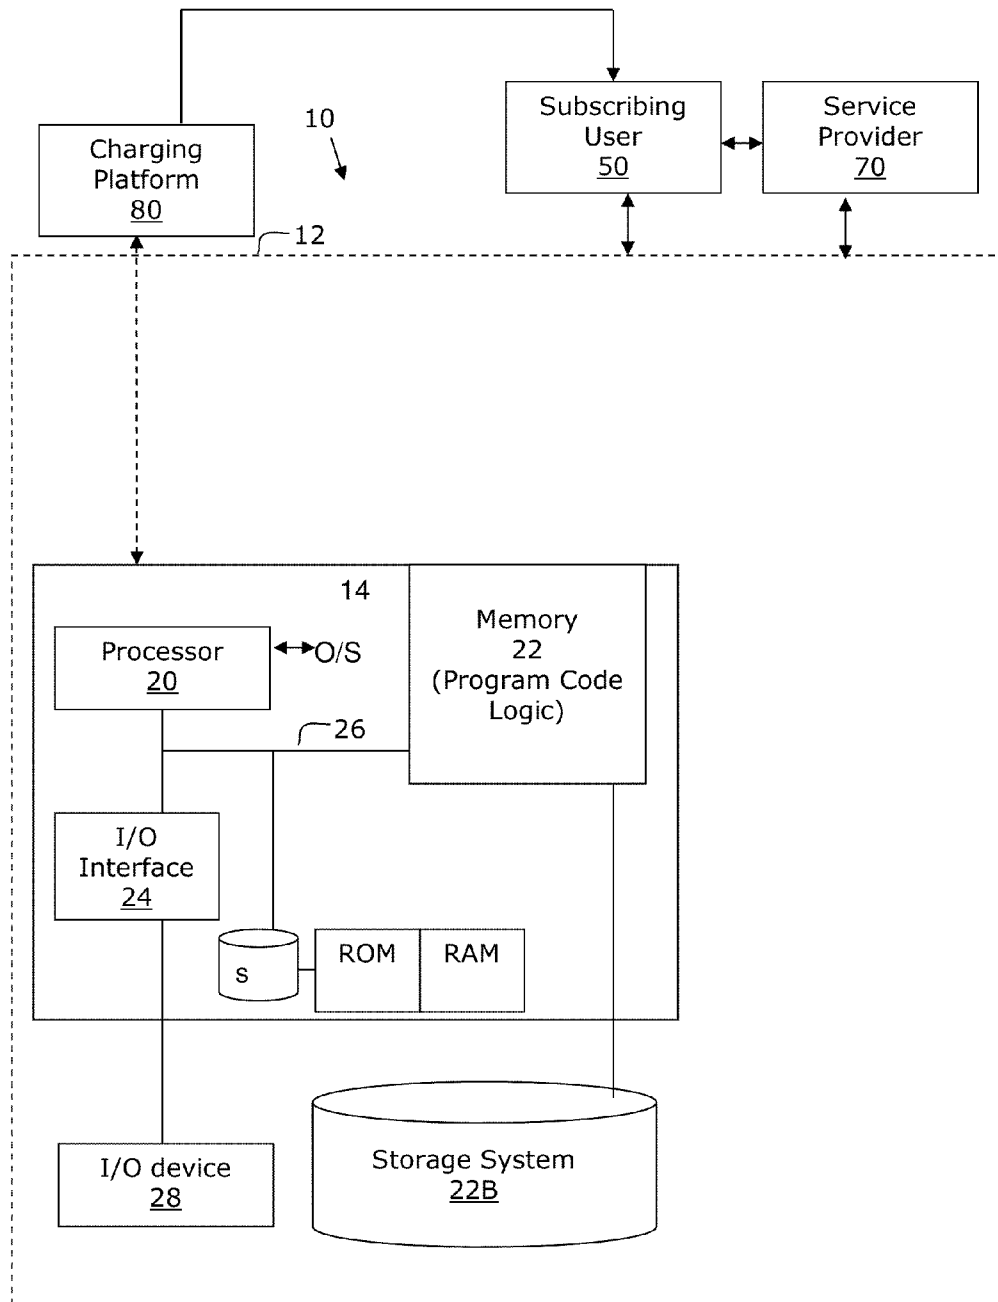 Charging
Platform
80
10
Subscribing
User
50
Service
Provider
70
12
14
Processor
20
O/S
Memory
22
(Program Code
Logic)
26
I/O
Interface
24
S
ROM
RAM
I/O device
28
Storage System
22B